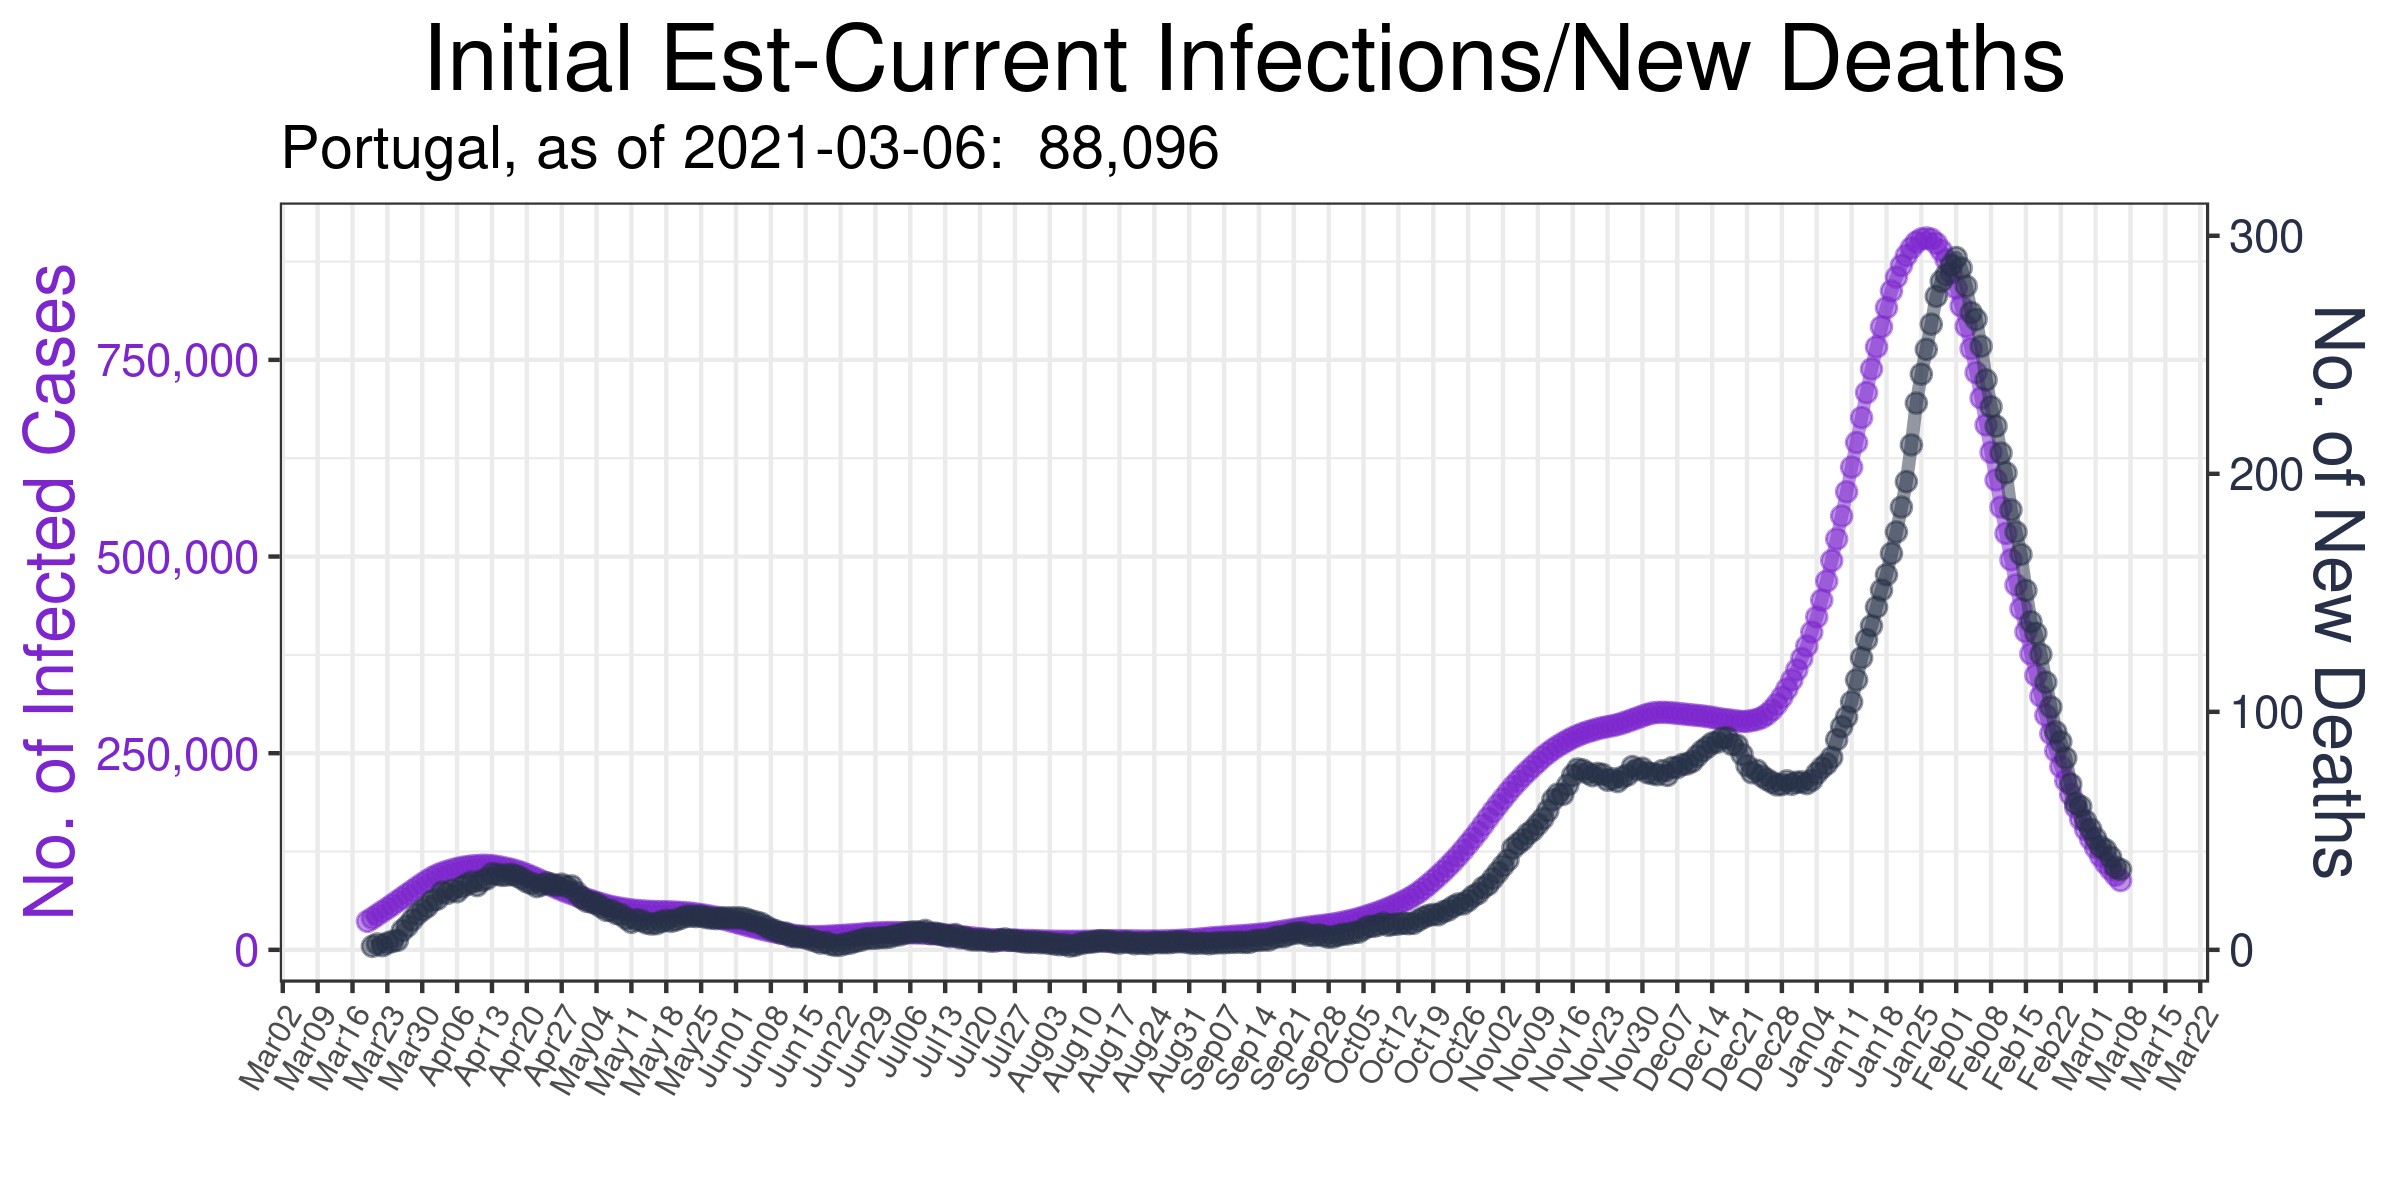 Initial Est-Current Infections/New Deaths
Portugal, as of 2021-03-06:  88,096
No. of Infected Cases
750,000
500,000
250,000
0
300
200
100
0
No. of New Deaths
Mar02
Mar09
Mar16
Mar23
Mar30
Apr06
Apr13
Apr20
Apr27
May04
May11
May18
May25
Jun01
Jun08
Jun15
Jun22
Jun29
Jul06
Jul13
Jul20
Jul27
Aug03
Aug10
Aug17
Aug24
Aug31
Sep07
Sep14
Sep21
Sep28
Oct05
Oct12
Oct19
Oct26
Nov02
Nov09
Nov16
Nov23
Nov30
Dec07
Dec14
Dec21
Dec28
Jan04
Jan11
Jan18
Jan25
Feb01
Feb08
Feb15
Feb22
Mar01
Mar08
Mar15
Mar22